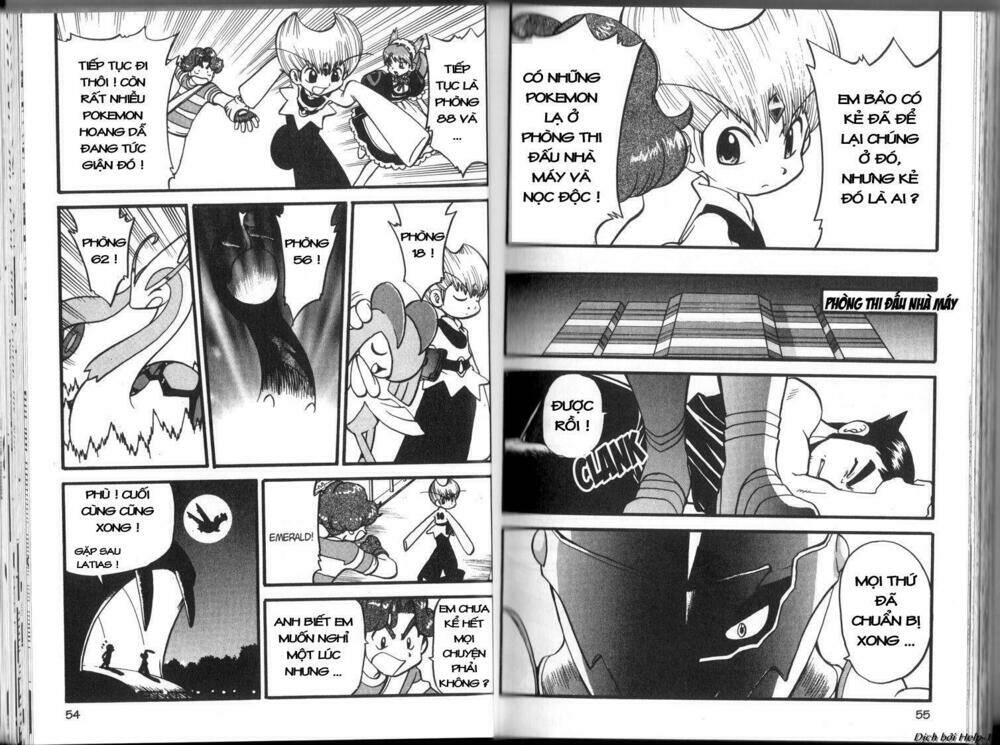 TIẾP
TỤC LÀ
PHÒNG
88 VÀ
...
TIẾP TỤC ĐI
THÔI ! CÒN
RẤT NHIỀU
POKEMON
HOANG DÃ
ĐANG TỨC
GIẬN ĐÓ !
PHÒNG
18 !
PHÒNG
56 !
PHÒNG
62 !
PHÙ ! CUỐI
CÙNG CŨNG
XONG !
GẶP SAU
LATIAS !
EMERALD!
EM CHƯA
KỂ HẾT
MỌI
CHUYỆN
PHẢI
KHÔNG ?
ANH BIẾT EM
MUỐN NGHỈ
MỘT LÚC
NHƯNG ...
54
EM BẢO CÓ
KẺ ĐÃ ĐỂ
LẠI CHÚNG
Ở ĐÓ,
NHƯNG KẺ
ĐÓ LÀ AI ?
CÓ NHỮNG
POKEMON
LẠ Ở
PHÒNG THI
ĐẤU NHÀ
MÁY VÀ
NỌC ĐỘC !
PHÒNG THI ĐẤU NHÀ MÁY
ĐƯỢC
RỒI !
CLANK
MỌI THỨ
ĐÃ
CHUẨN BỊ
XONG ...
55
Dịch bởi Help-